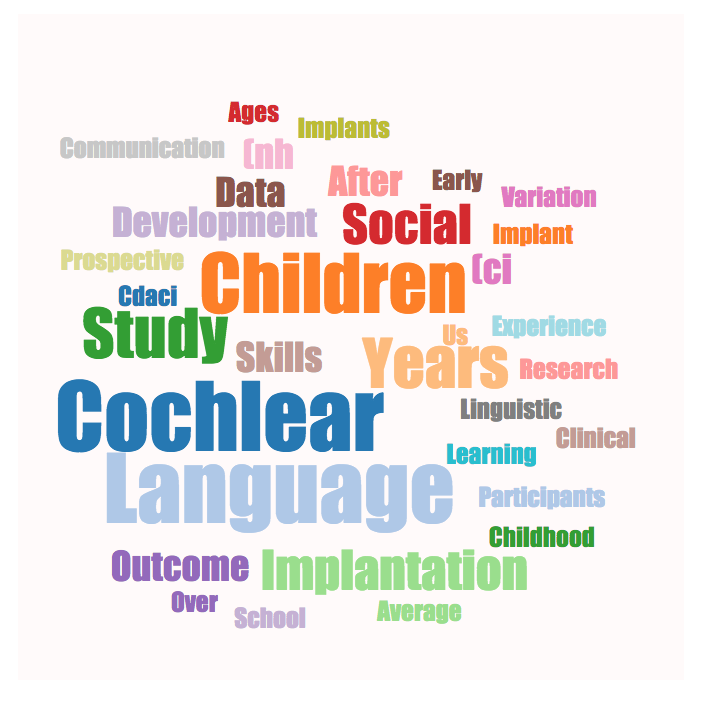 Ages
Implants
Communication
(nh
After
Early
Data
Variation
Development
Social
Implant
Prospective
Children
(ci
Cdaci
Study
Us
Experience
Skills
Years
Research
Cochlear
Linguistic
Clinical
Learning
Language
Participants
Childhood
Outcome
Implantation
Over
School
Average